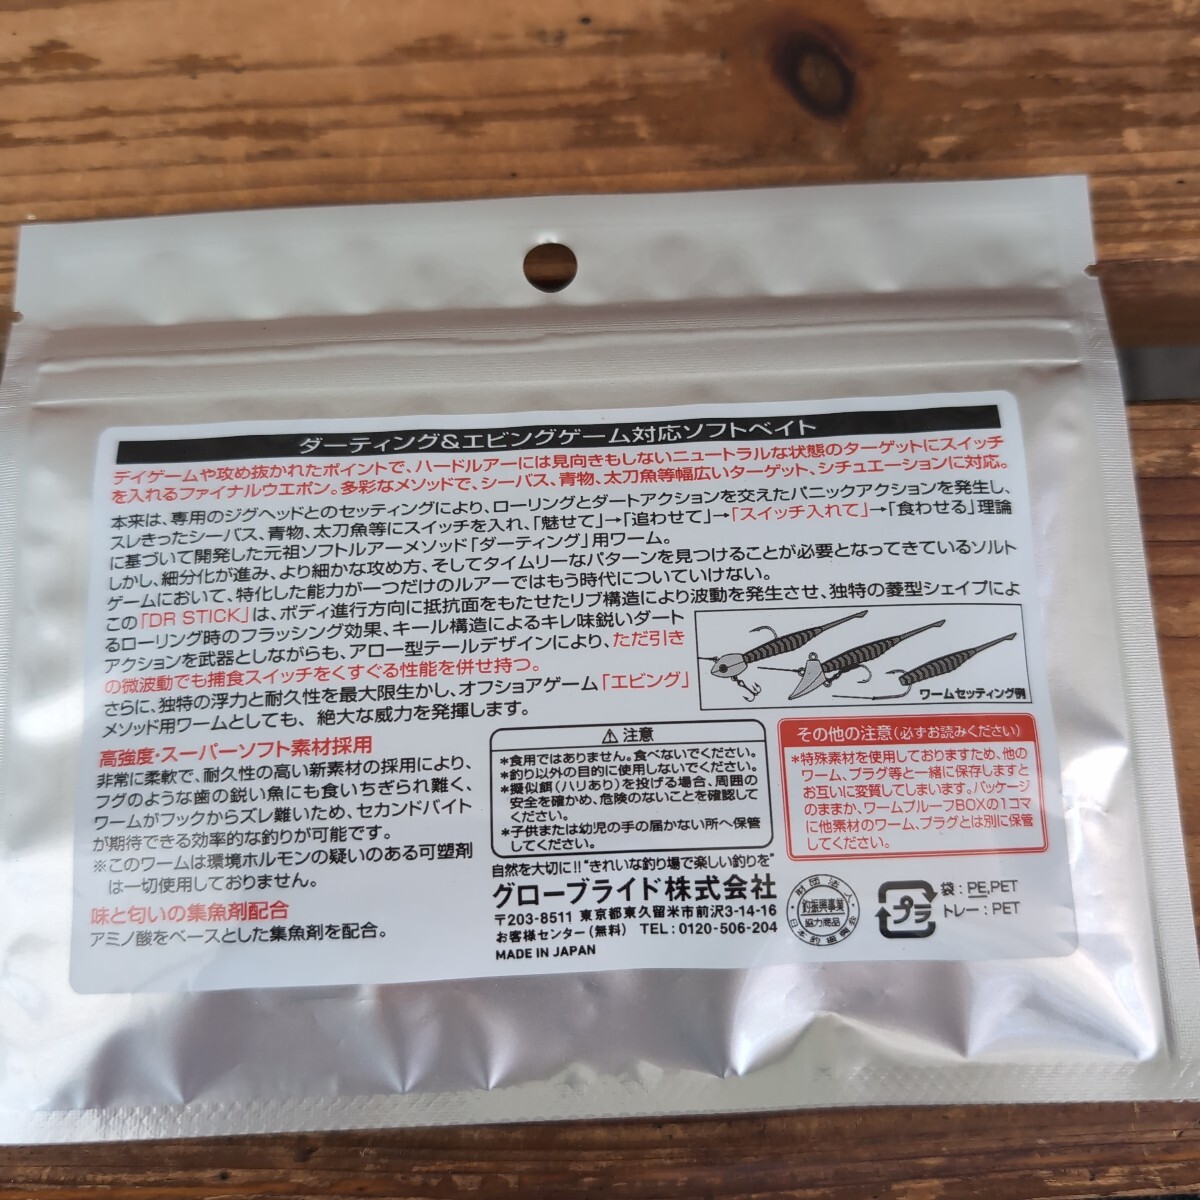 ダーティング&エビングゲーム対応ソフトベイト
デイゲームや攻め抜かれたポイントで、ハードルアーには見向きもしないニュートラルな状態のターゲットにスイッチ
を入れるファイナルウエポン。多彩なメソッドで、シーバス、青物、太刀魚等幅広いターゲット、シチュエーションに対応。
本来は、専用のジグヘッドとのセッティングにより、ローリングとダートアクションを交えたパニックアクションを発生し、
スレきったシーバス、青物、太刀魚等にスイッチを入れ、「魅せて」→「追わせて」→「スイッチ入れて」→「食わせる」理論
に基づいて開発した元祖ソフトルアーメソッド「ダーティング」用ワーム。
しかし、細分化が進み、より細かな攻め方、そしてタイムリーなパターンを見つけることが必要となってきているソルト
ゲームにおいて、特化した能力が一つだけのルアーではもう時代についていけない。
この「DR STICK」は、ボディ進行方向に抵抗面をもたせたリブ構造により波動を発生させ、独特の菱型シェイプによ
るローリング時のフラッシング効果、キール構造によるキレ味鋭いダート
アクションを武器としながらも、アロー型テールデザインにより、ただ引き
の微波動でも捕食スイッチをくすぐる性能を併せ持つ。
さらに、独特の浮力と耐久性を最大限生かし、オフショアゲーム「エビング」
メソッド用ワームとしても、絶大な威力を発揮します。
ワームセッティング例
高強度・スーパーソフト素材採用
非常に柔軟で、耐久性の高い新素材の採用により、
フグのような歯の鋭い魚にも食いちぎられ難く、
ワームがフックからズレ難いため、セカンドバイト
が期待できる効率的な釣りが可能です。
※このワームは環境ホルモンの疑いのある可塑剤
は一切使用しておりません。
味と匂いの集魚剤配合
アミノ酸をベースとした集魚剤を配合。
⚠注意
*食用ではありません。食べないでください。
*釣り以外の目的に使用しないでください。
*擬似餌(ハリあり)を投げる場合、周囲の
安全を確かめ、危険のないことを確認して
ください。
*子供または幼児の手の届かない所へ保管
してください。
その他の注意(必ずお読みください)
*特殊素材を使用しておりますため、他の
ワーム、プラグ等と一緒に保存しますと
お互いに変質してしまいます。パッケージ
のままか、ワームプルーフBOXの1コマ
に他素材のワーム、プラグとは別に保管
してください。
自然を大切に!!"きれいな釣り場で楽しい釣りを"
グローブライド株式会社
〒203-8511 東京都東久留米市前沢3-14-16
お客様センター(無料) TEL:0120-506-204
MADE IN JAPAN
財団法人
釣振興事業
協力商品
日本釣振興会
プラ
袋:PE,PET
トレー:PET